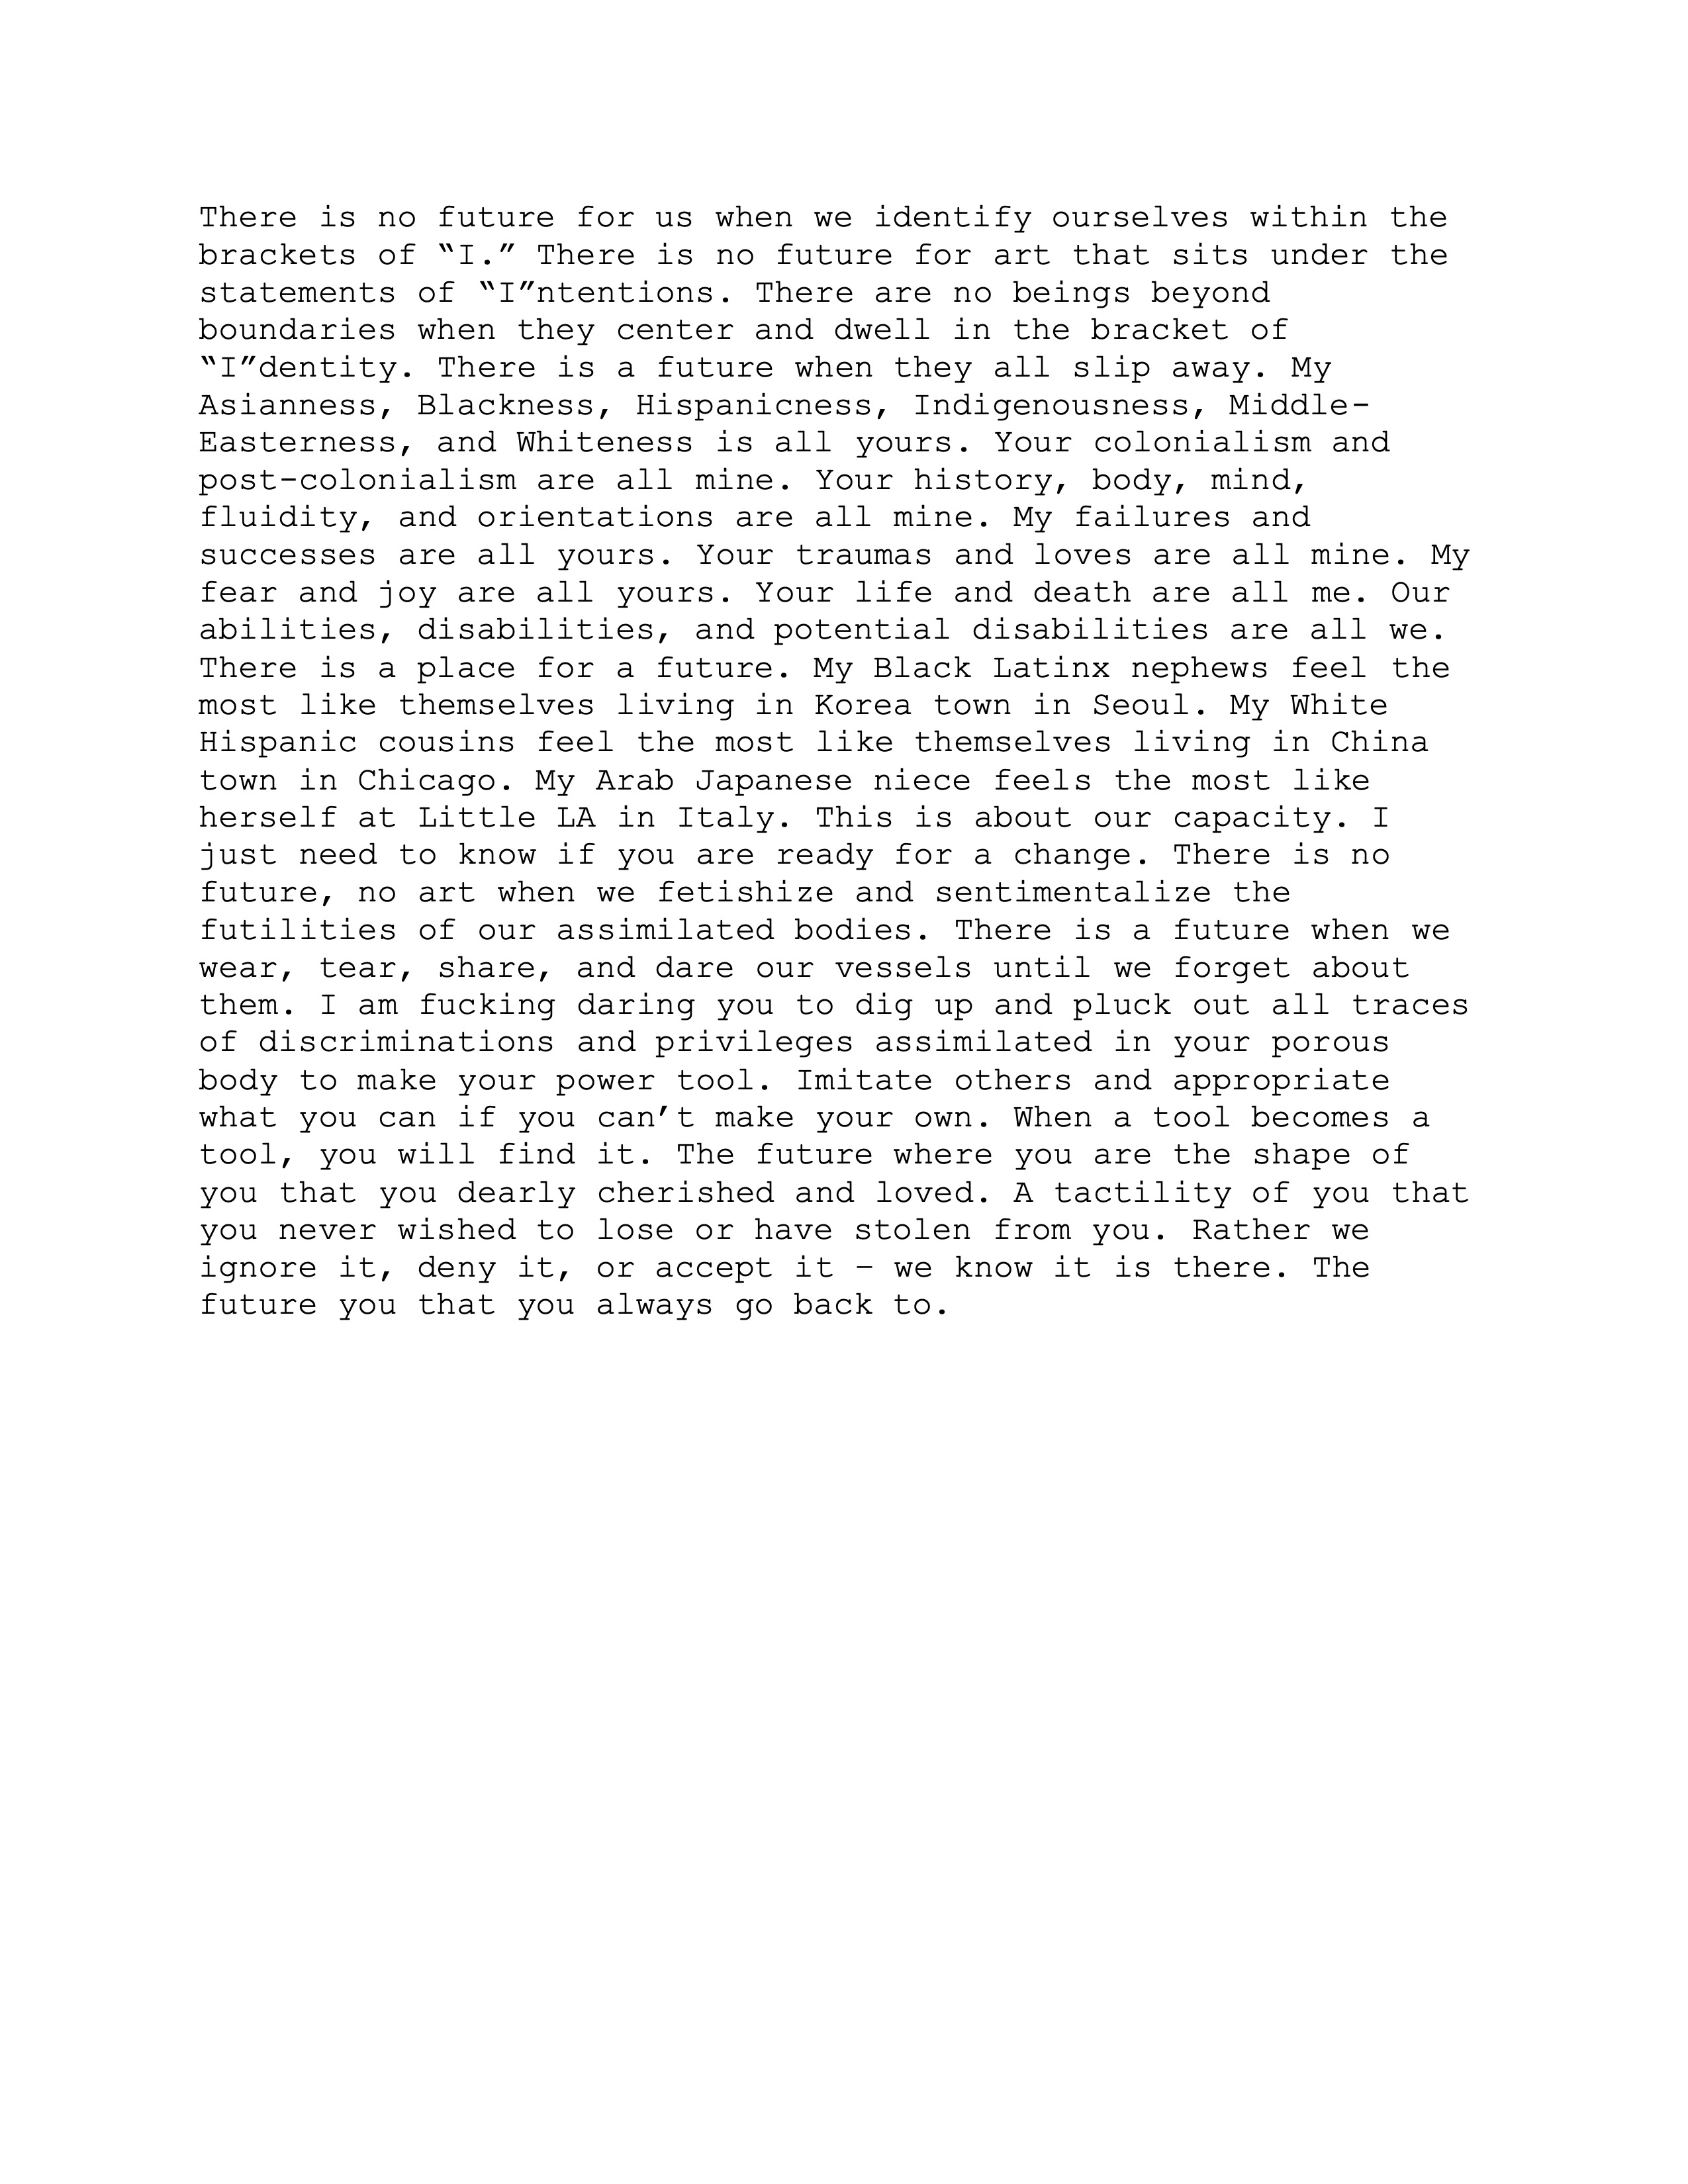 There is no future for us when we identify ourselves within the
brackets of “I.” There is no future for art that sits under the
statements of “I”ntentions. There are no beings beyond
boundaries when they center and dwell in the bracket of
“I”dentity. There is a future when they all slip away. My
Asianness, Blackness, Hispanicness, Indigenousness, Middle-
Easterness, and Whiteness is all yours. Your colonialism and
post-colonialism are all mine. Your history, body, mind,
fluidity, and orientations are all mine. My failures and
successes are all yours. Your traumas and loves are all mine. My
fear and joy are all yours. Your life and death are all me. Our
abilities, disabilities, and potential disabilities are all we.
There is a place for a future. My Black Latinx nephews feel the
most like themselves living in Korea town in Seoul. My White
Hispanic cousins feel the most like themselves living in China
town in Chicago. My Arab Japanese niece feels the most like
herself at Little LA in Italy. This is about our capacity. I
just need to know if you are ready for a change. There is no
future, no art when we fetishize and sentimentalize the
futilities of our assimilated bodies. There is a future when we
wear, tear, share, and dare our vessels until we forget about
them. I am fucking daring you to dig up and pluck out all traces
of discriminations and privileges assimilated in your porous
body to make your power tool. Imitate others and appropriate
what you can if you can’t make your own. When a tool becomes a
tool, you will find it. The future where you are the shape of
you that you dearly cherished and loved. A tactility of you that
you never wished to lose or have stolen from you. Rather we
ignore it, deny it, or accept it – we know it is there. The
future you that you always go back to.